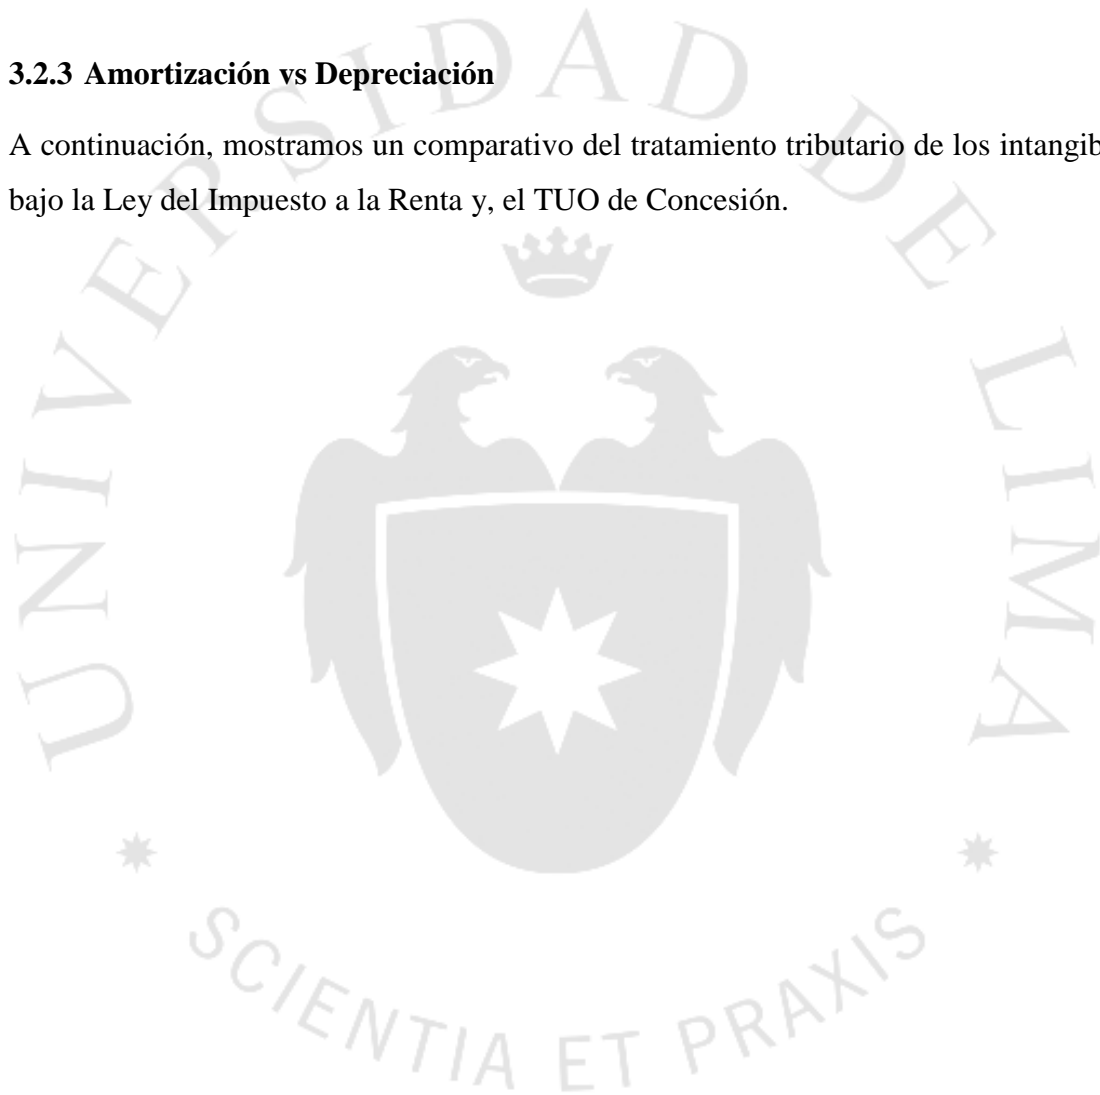 3.2.3 Amortización vs Depreciación
A continuación, mostramos un comparativo del tratamiento tributario de los intangib
bajo la Ley del Impuesto a la Renta y, el TUO de Concesión.
UNIVERSIDAD DE LIMA
SCIENTIA ET PRAXIS